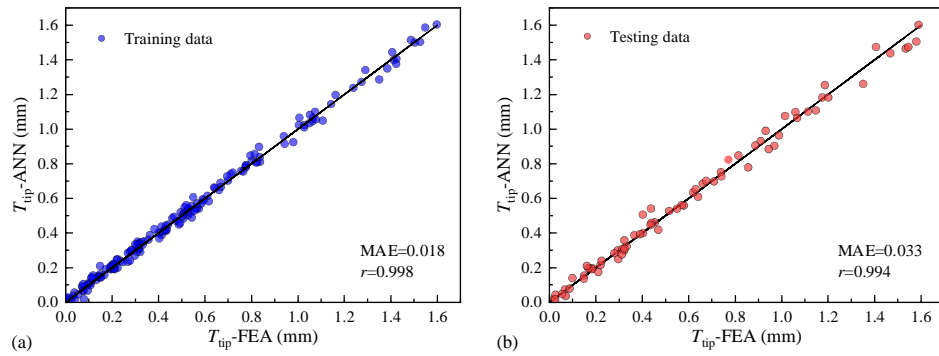 1.6
1.4
1.2
1.0
0.8
0.6
0.4
0.2
0.0
T_tip-ANN (mm)
Training data
MAE=0.018
r=0.998
0.0 0.2 0.4 0.6 0.8 1.0 1.2 1.4 1.6
T_tip-FEA (mm)
(a)
1.6
1.4
1.2
1.0
0.8
0.6
0.4
0.2
0.0
T_tip-ANN (mm)
Testing data
MAE=0.033
r=0.994
0.0 0.2 0.4 0.6 0.8 1.0 1.2 1.4 1.6
T_tip-FEA (mm)
(b)